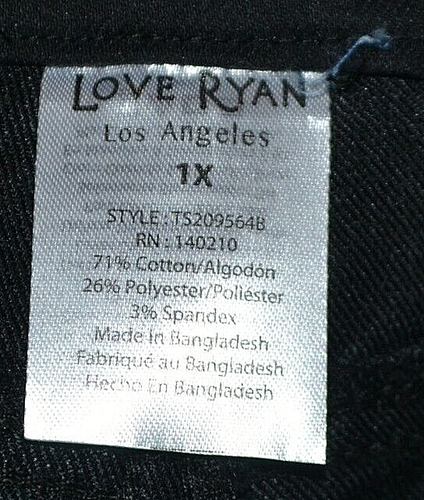 LOVE RYAN
Los Angeles
1X
STYLE : TS209564B
RN : 140210
71% Cotton/Algodón
26% Polyester/Poliéster
3% Spandex
Made In Bangladesh
Fabriqué au Bangladesh
Hecho En Bangladesh